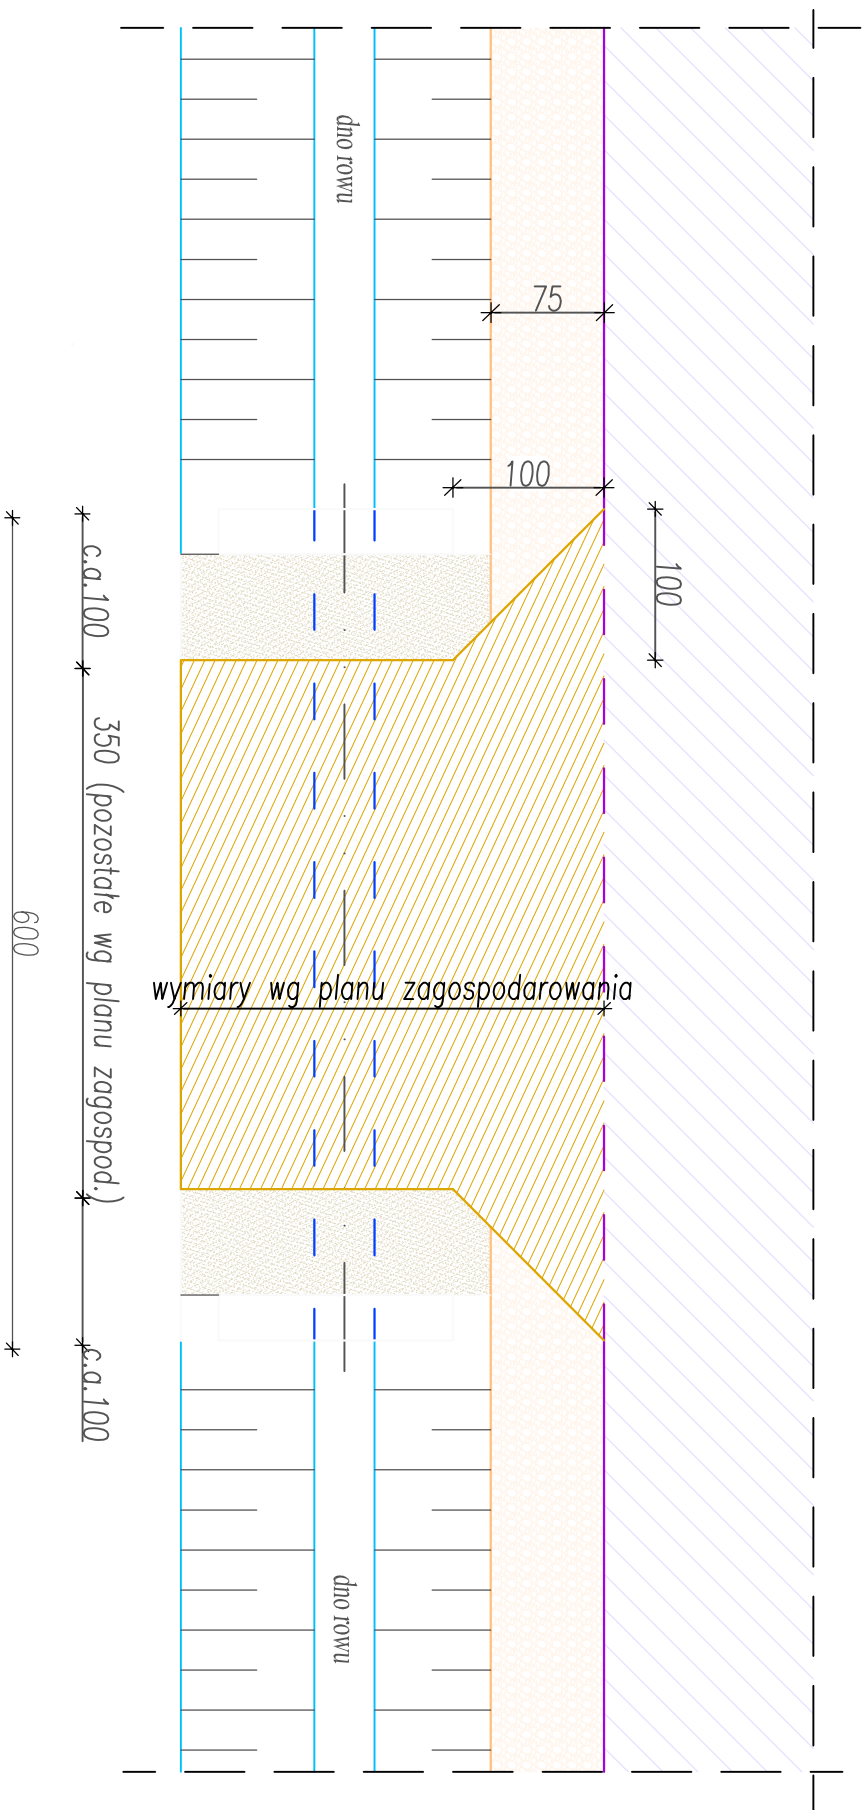 dno rowu
75
100
100
c.a.100
350 (pozostałe wg planu zagospod.)
600
wymiary wg planu zagospodarowania
c.a.100
dno rowu